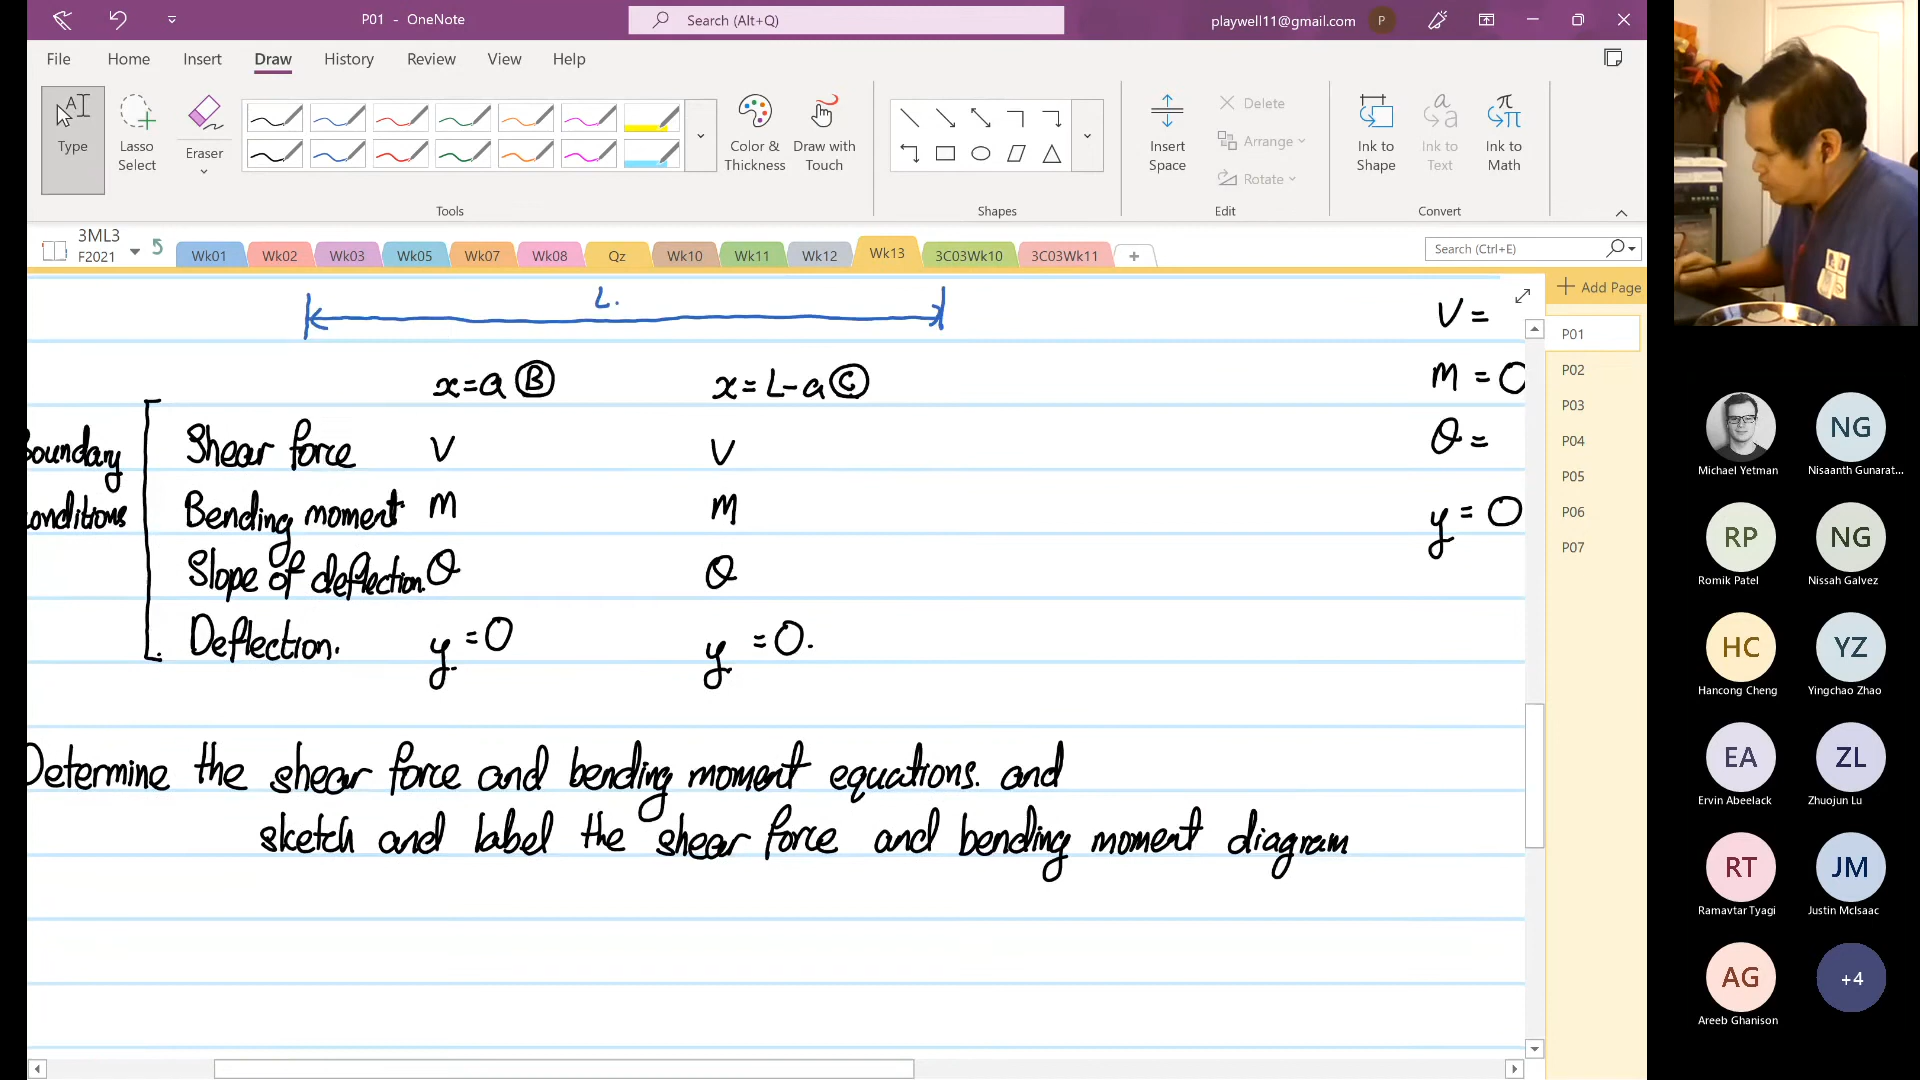 P01 - OneNote
Search (Alt+Q)
playwell11@gmail.com
P
File Home Insert Draw History Review View Help
Type
Lasso Select
Eraser
Color & Thickness
Draw with Touch
Insert Space
Delete
Arrange
Rotate
Ink to Shape
Ink to Text
Ink to Math
Tools
Shapes
Edit
Convert
3ML3
F2021
Wk01 Wk02 Wk03 Wk05 Wk07 Wk08 Qz Wk10 Wk11 Wk12 Wk13 3C03Wk10 3C03Wk11
Search (Ctrl+E)
Add Page
P01
P02
P03
P04
P05
P06
P07
L.
V =
M = 0
θ =
y = 0
x=a Ⓑ x=L-a Ⓒ
oundary
onditions
Shear force V V
Bending moment M M
Slope of deflection. θ θ
Deflection. y = 0 y = 0.
Determine the shear force and bending moment equations. and
sketch and label the shear force and bending moment diagram
Michael Yetman
NG
Nisaanth Gunarat...
RP
Romik Patel
NG
Nissah Galvez
HC
Hancong Cheng
YZ
Yingchao Zhao
EA
Ervin Abeelack
ZL
Zhuojun Lu
RT
Ramavtar Tyagi
JM
Justin McIsaac
AG
Areeb Ghanison
+4